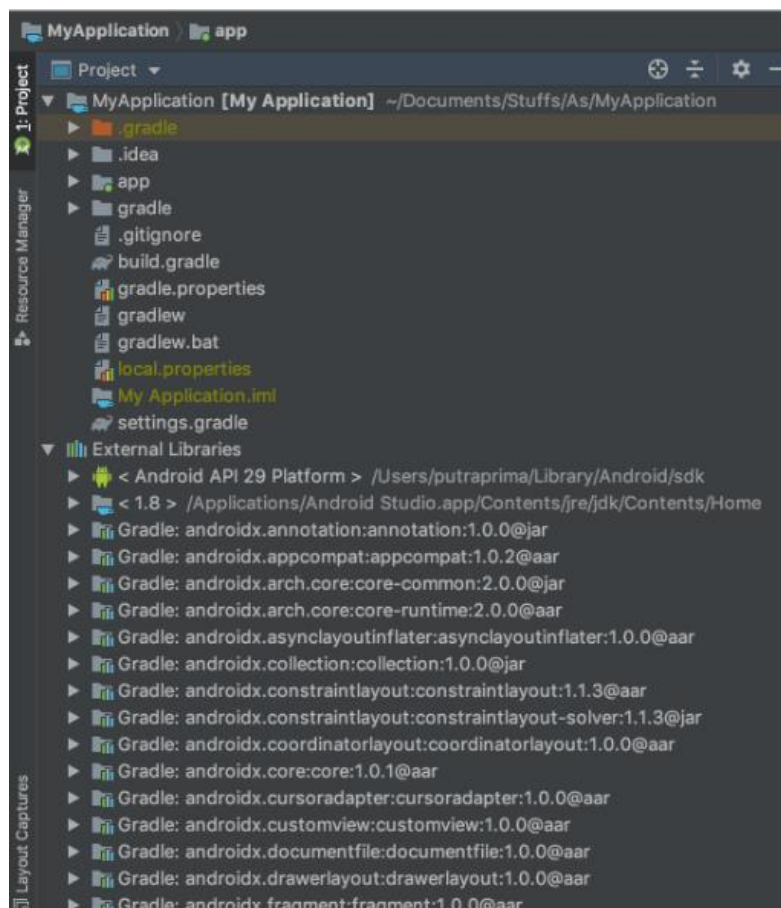 MyApplication app
1: Project
Project
MyApplication [My Application] ~/Documents/Stuffs/As/MyApplication
.gradle
.idea
app
gradle
.gitignore
build.gradle
gradle.properties
gradlew
gradlew.bat
local.properties
My Application.iml
settings.gradle
External Libraries
< Android API 29 Platform > /Users/putraprima/Library/Android/sdk
< 1.8 > /Applications/Android Studio.app/Contents/jre/jdk/Contents/Home
Gradle: androidx.annotation:annotation:1.0.0@jar
Gradle: androidx.appcompat:appcompat:1.0.2@aar
Gradle: androidx.arch.core:core-common:2.0.0@jar
Gradle: androidx.arch.core:core-runtime:2.0.0@aar
Gradle: androidx.asynclayoutinflater:asynclayoutinflater:1.0.0@aar
Gradle: androidx.collection:collection:1.0.0@jar
Gradle: androidx.constraintlayout:constraintlayout:1.1.3@aar
Gradle: androidx.constraintlayout:constraintlayout-solver:1.1.3@jar
Gradle: androidx.coordinatorlayout:coordinatorlayout:1.0.0@aar
Gradle: androidx.core:core:1.0.1@aar
Gradle: androidx.cursoradapter:cursoradapter:1.0.0@aar
Gradle: androidx.customview:customview:1.0.0@aar
Gradle: androidx.documentfile:documentfile:1.0.0@aar
Gradle: androidx.drawerlayout:drawerlayout:1.0.0@aar
Gradle: androidx.fragment:fragment:1.0.0@aar
Resource Manager
Layout Captures